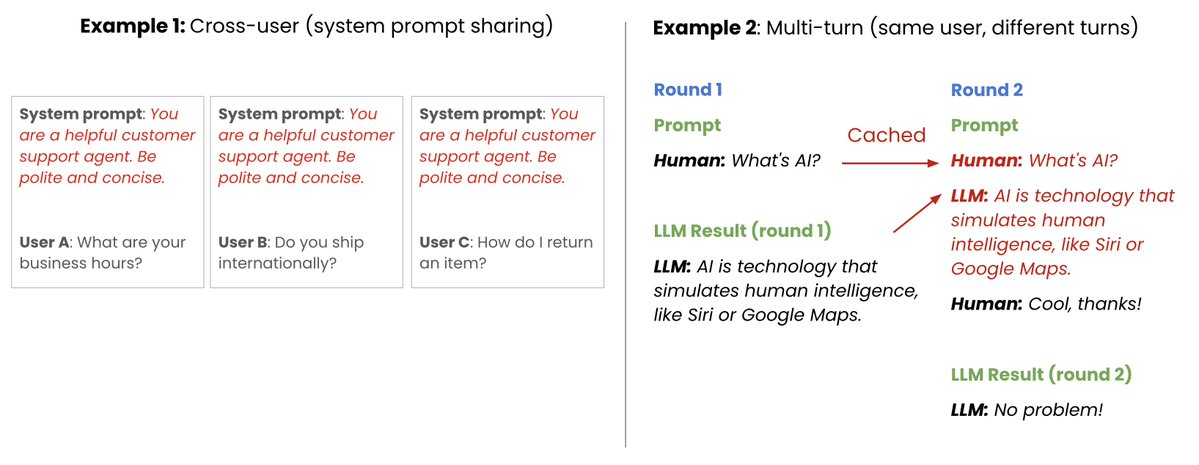 Example 1: Cross-user (system prompt sharing)
System prompt: You
are a helpful customer
support agent. Be
polite and concise.
User A: What are your
business hours?
System prompt: You
are a helpful customer
support agent. Be
polite and concise.
User B: Do you ship
internationally?
System prompt: You
are a helpful customer
support agent. Be
polite and concise.
User C: How do I return
an item?
Example 2: Multi-turn (same user, different turns)
Round 1
Prompt
Human: What's AI?
LLM Result (round 1)
LLM: AI is technology that
simulates human intelligence,
like Siri or Google Maps.
Cached
Round 2
Prompt
Human: What's AI?
LLM: AI is technology that
simulates human
intelligence, like Siri or
Google Maps.
Human: Cool, thanks!
LLM Result (round 2)
LLM: No problem!